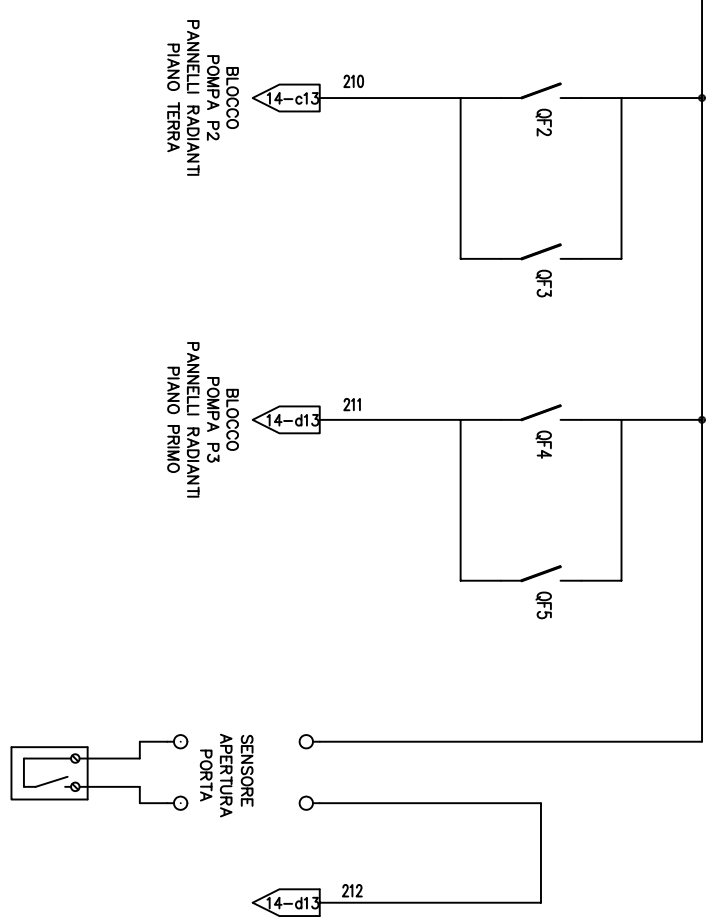 210
14-c13
BLOCCO
POMPA P2
PANNELLI RADIANTI
PIANO TERRA
QF2
QF3
211
14-d13
BLOCCO
POMPA P3
PANNELLI RADIANTI
PIANO PRIMO
QF4
QF5
SENSORE
APERTURA
PORTA
212
14-d13